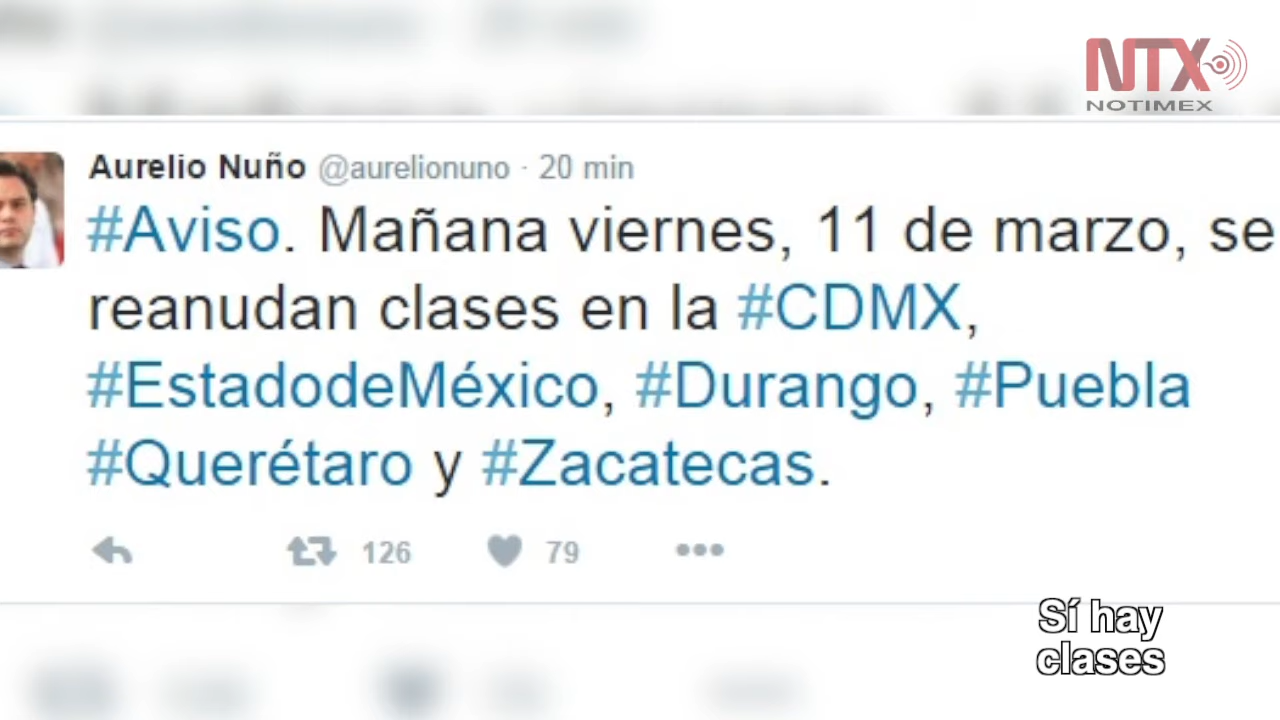 NTX
NOTIMEX
Aurelio Nuño @aurelionuno · 20 min
#Aviso. Mañana viernes, 11 de marzo, se
reanudan clases en la #CDMX,
#EstadodeMéxico, #Durango, #Puebla
#Querétaro y #Zacatecas.
126 79
Sí hay
clases